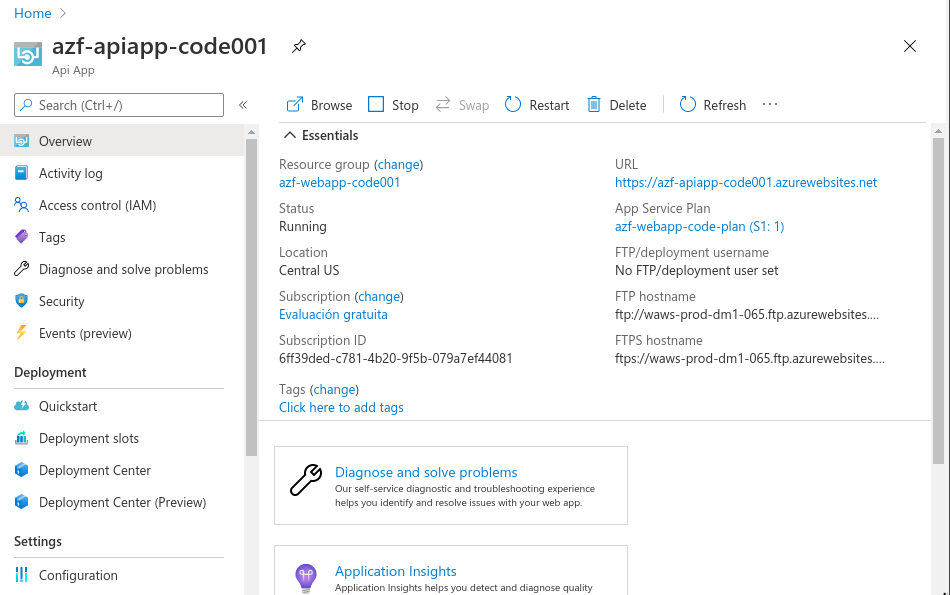 Home
azf-apiapp-code001
Api App
Search (Ctrl+/)
Browse Stop Swap Restart Delete Refresh ...
Overview
Activity log
Access control (IAM)
Tags
Diagnose and solve problems
Security
Events (preview)
Deployment
Quickstart
Deployment slots
Deployment Center
Deployment Center (Preview)
Settings
Configuration
Essentials
Resource group (change)
azf-webapp-code001
Status
Running
Location
Central US
Subscription (change)
Evaluación gratuita
Subscription ID
6ff39ded-c781-4b20-9f5b-079a7ef44081
Tags (change)
Click here to add tags
URL
https://azf-apiapp-code001.azurewebsites.net
App Service Plan
azf-webapp-code-plan (S1: 1)
FTP/deployment username
No FTP/deployment user set
FTP hostname
ftp://waws-prod-dm1-065.ftp.azurewebsites....
FTPS hostname
ftps://waws-prod-dm1-065.ftp.azurewebsites....
Diagnose and solve problems
Our self-service diagnostic and troubleshooting experience
helps you identify and resolve issues with your web app.
Application Insights
Application Insights helps you detect and diagnose quality